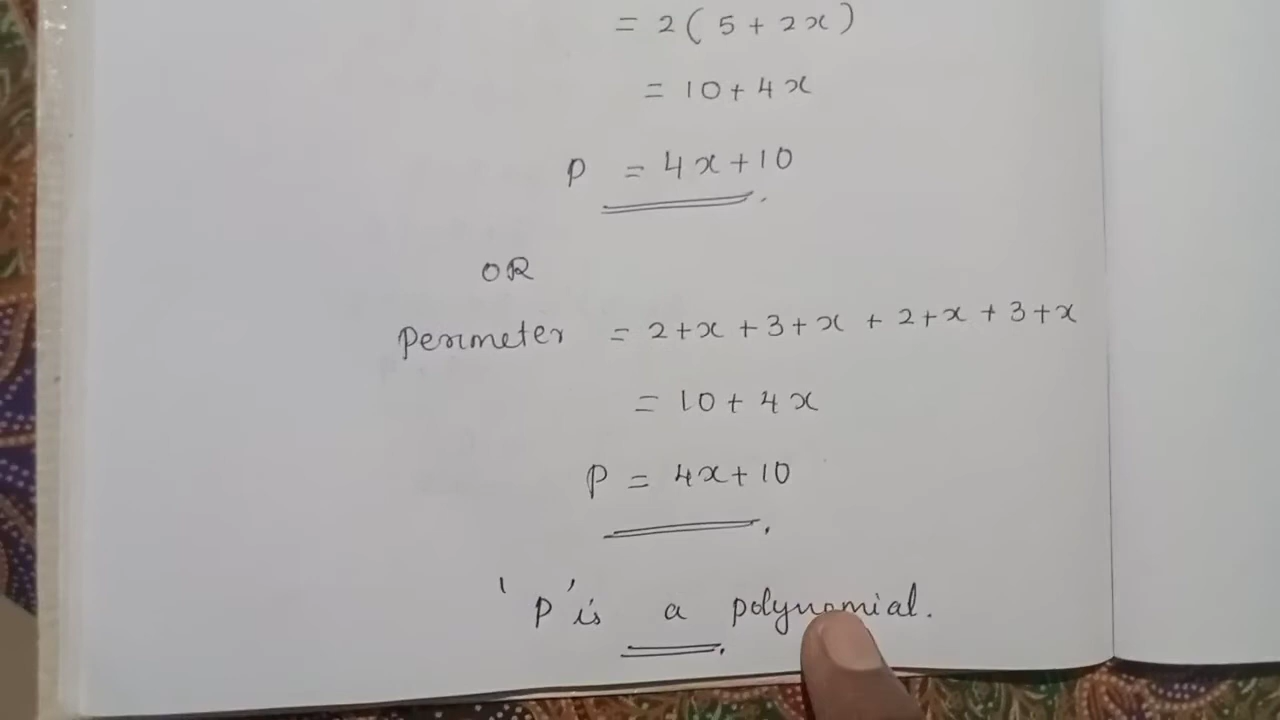 = 2 ( 5 + 2x )
= 10 + 4x
P = 4x + 10
OR
Perimeter = 2+x + 3+x + 2+x + 3+x
= 10 + 4x
P = 4x + 10
'P' is a polynomial.